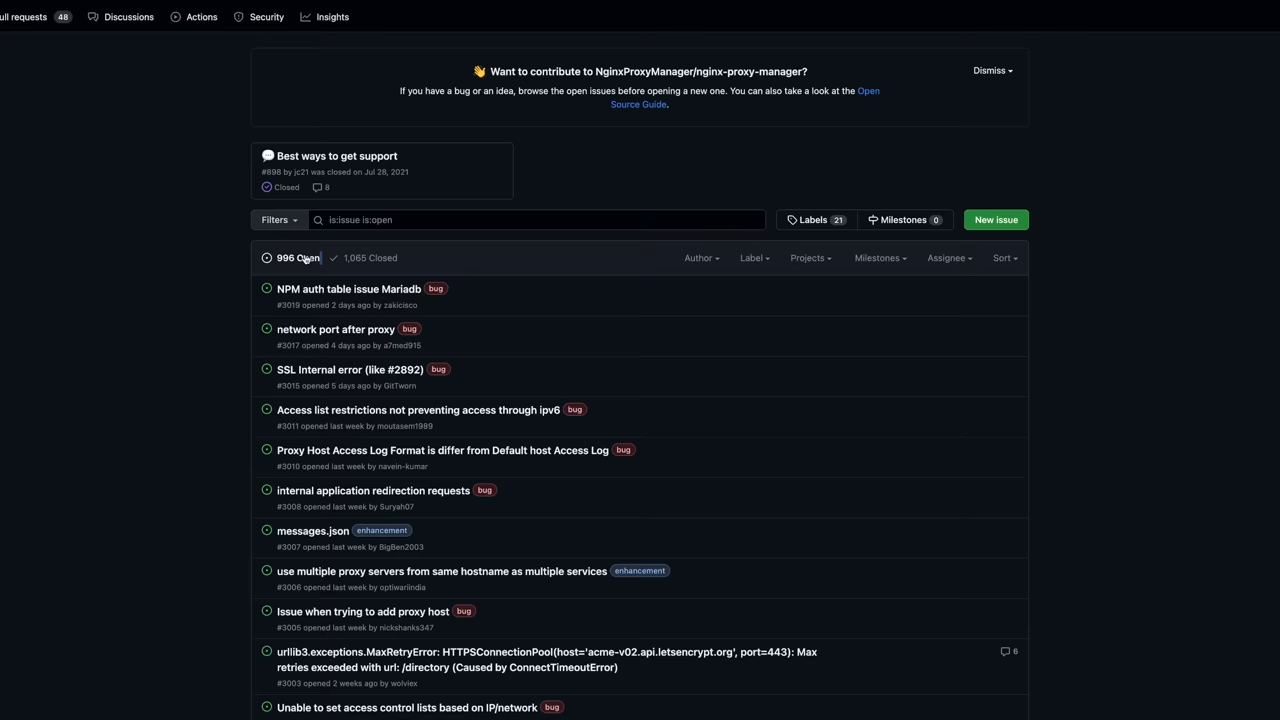 ull requests 48 Discussions Actions Security Insights
👋 Want to contribute to NginxProxyManager/nginx-proxy-manager?
Dismiss
If you have a bug or an idea, browse the open issues before opening a new one. You can also take a look at the Open
Source Guide.
💬 Best ways to get support
#898 by jc21 was closed on Jul 28, 2021
Closed 8
Filters is:issue is:open Labels 21 Milestones 0 New issue
996 Open 1,065 Closed Author Label Projects Milestones Assignee Sort
NPM auth table issue Mariadb bug
#3019 opened 2 days ago by zakicisco
network port after proxy bug
#3017 opened 4 days ago by a7med915
SSL Internal error (like #2892) bug
#3015 opened 5 days ago by GitTworn
Access list restrictions not preventing access through ipv6 bug
#3011 opened last week by moutasem1989
Proxy Host Access Log Format is differ from Default host Access Log bug
#3010 opened last week by navein-kumar
internal application redirection requests bug
#3008 opened last week by Suryah07
messages.json enhancement
#3007 opened last week by BigBen2003
use multiple proxy servers from same hostname as multiple services enhancement
#3006 opened last week by optiwariindia
Issue when trying to add proxy host bug
#3005 opened last week by nickshanks347
urllib3.exceptions.MaxRetryError: HTTPSConnectionPool(host='acme-v02.api.letsencrypt.org', port=443): Max
retries exceeded with url: /directory (Caused by ConnectTimeoutError)
6
#3003 opened 2 weeks ago by wolviex
Unable to set access control lists based on IP/network bug